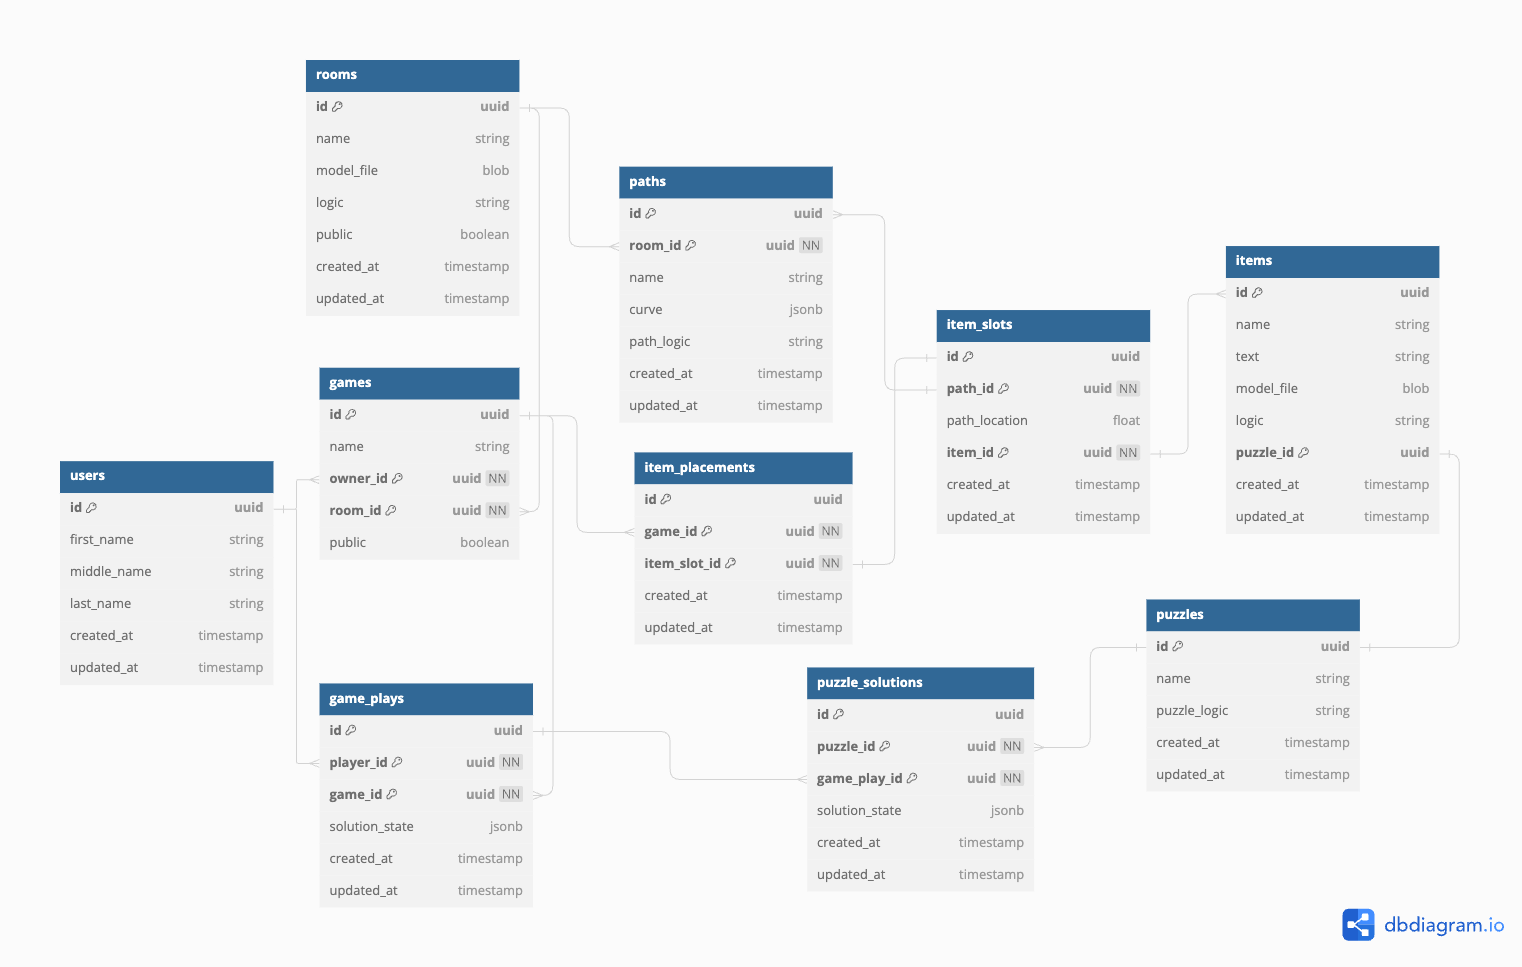 rooms
id uuid
name string
model_file blob
logic string
public boolean
created_at timestamp
updated_at timestamp
paths
id uuid
room_id uuid NN
name string
curve jsonb
path_logic string
created_at timestamp
updated_at timestamp
items
id uuid
name string
text string
model_file blob
logic string
puzzle_id uuid
created_at timestamp
updated_at timestamp
item_slots
id uuid
path_id uuid NN
path_location float
item_id uuid NN
created_at timestamp
updated_at timestamp
games
id uuid
name string
owner_id uuid NN
room_id uuid NN
public boolean
item_placements
id uuid
game_id uuid NN
item_slot_id uuid NN
created_at timestamp
updated_at timestamp
users
id uuid
first_name string
middle_name string
last_name string
created_at timestamp
updated_at timestamp
puzzles
id uuid
name string
puzzle_logic string
created_at timestamp
updated_at timestamp
puzzle_solutions
id uuid
puzzle_id uuid NN
game_play_id uuid NN
solution_state jsonb
created_at timestamp
updated_at timestamp
game_plays
id uuid
player_id uuid NN
game_id uuid NN
solution_state jsonb
created_at timestamp
updated_at timestamp
dbdiagram.io